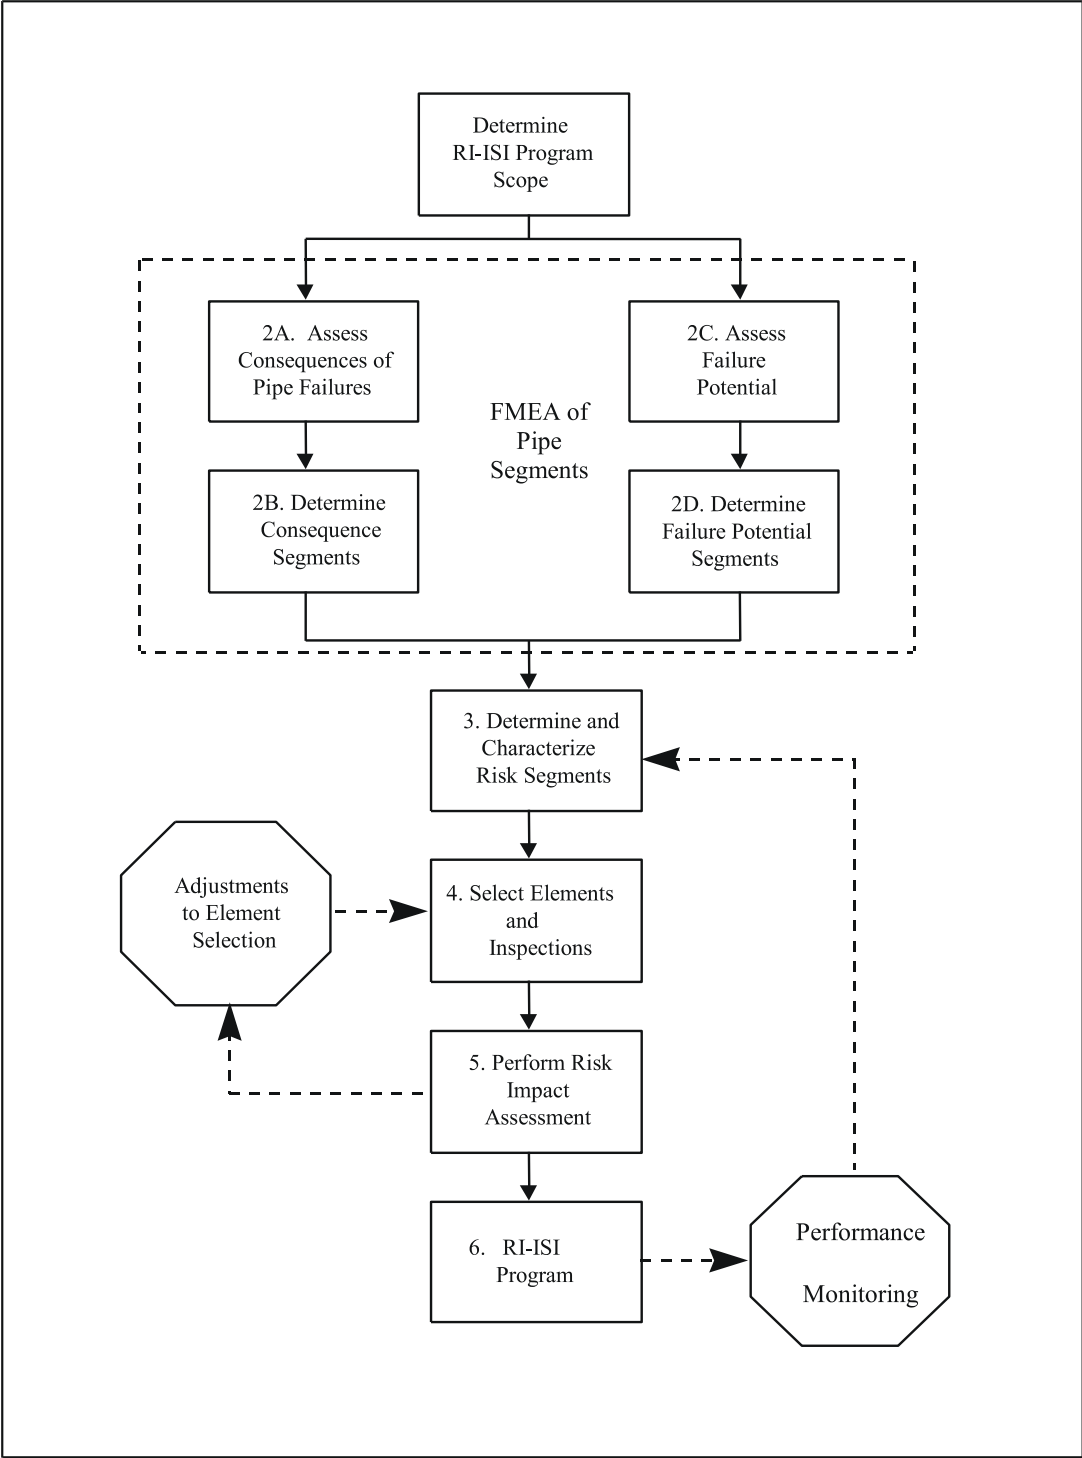 Determine
RI-ISI Program
Scope
2A. Assess
Consequences of
Pipe Failures
2C. Assess
Failure
Potential
FMEA of
Pipe
Segments
2B. Determine
Consequence
Segments
2D. Determine
Failure Potential
Segments
3. Determine and
Characterize
Risk Segments
Adjustments
to Element
Selection
4. Select Elements
and
Inspections
5. Perform Risk
Impact
Assessment
6. RI-ISI
Program
Performance
Monitoring